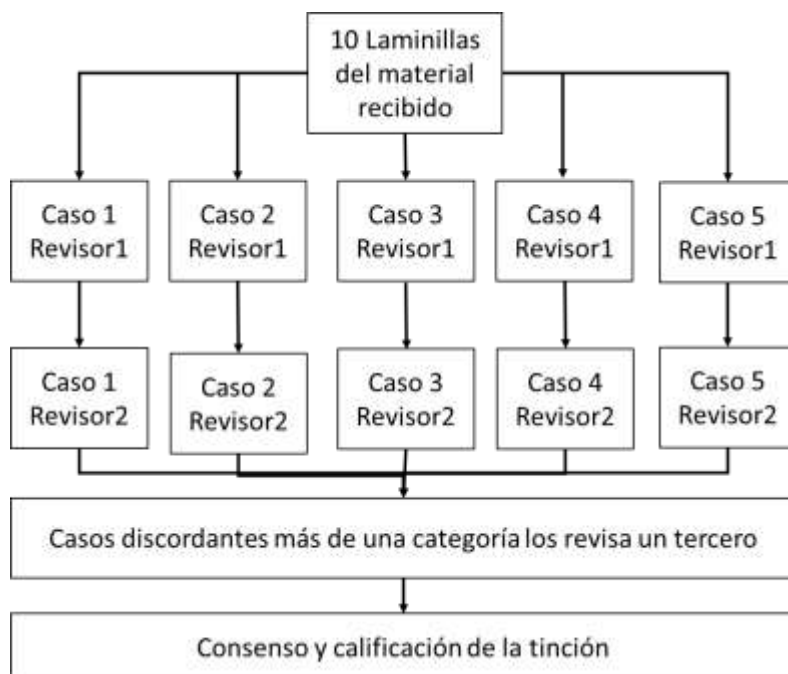 10 Laminillas
del material
recibido
Caso 1
Revisor1
Caso 2
Revisor1
Caso 3
Revisor1
Caso 4
Revisor1
Caso 5
Revisor1
Caso 1
Revisor2
Caso 2
Revisor2
Caso 3
Revisor2
Caso 4
Revisor2
Caso 5
Revisor2
Casos discordantes más de una categoría los revisa un tercero
Consenso y calificación de la tinción